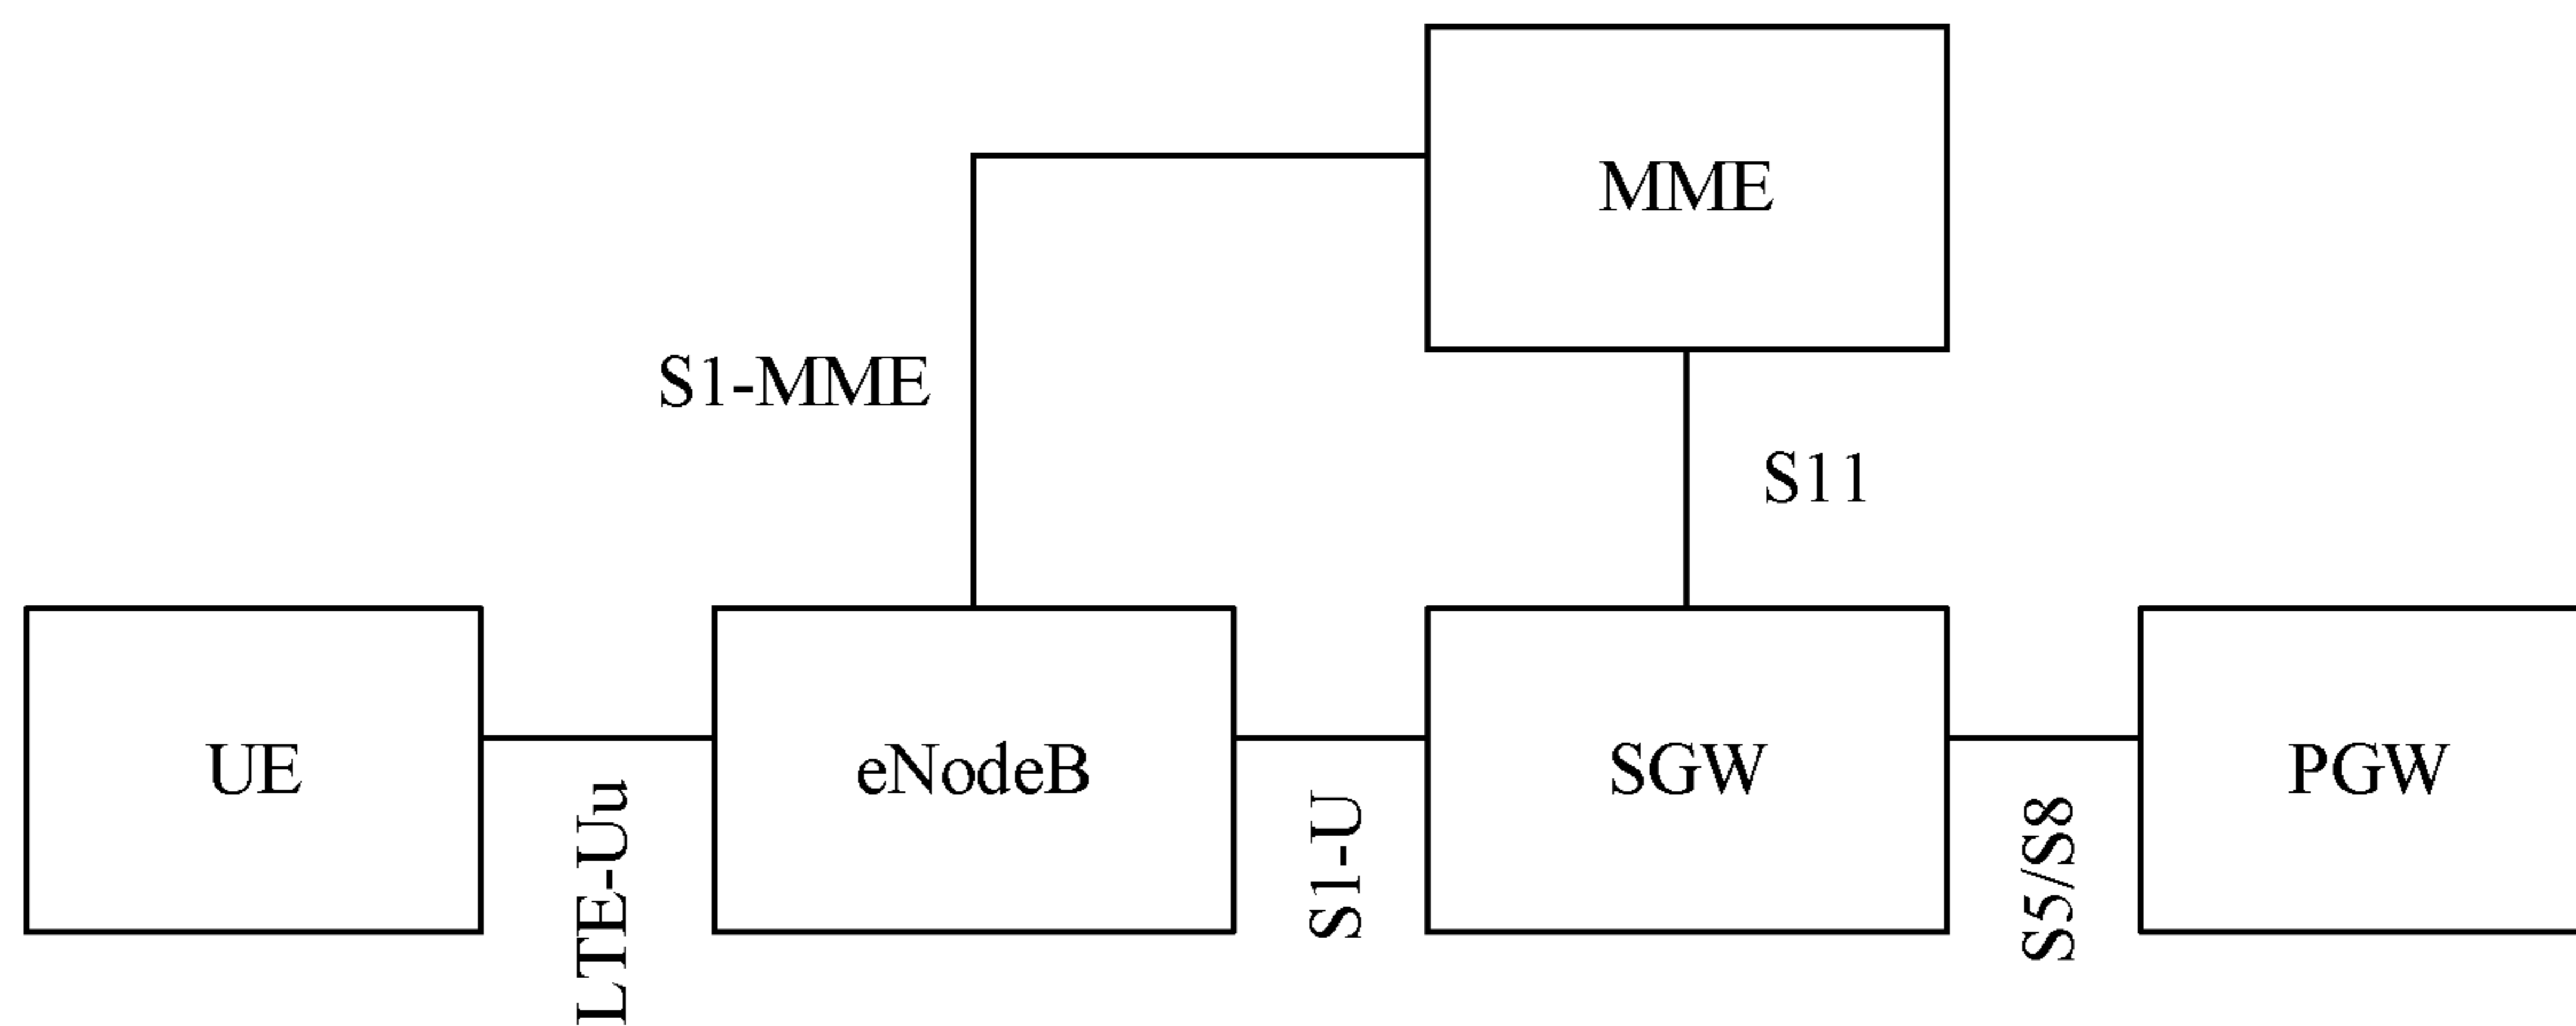 MME
S1-MME
S11
UE
eNodeB
SGW
PGW
LTE-Uu
S1-U
S5/S8